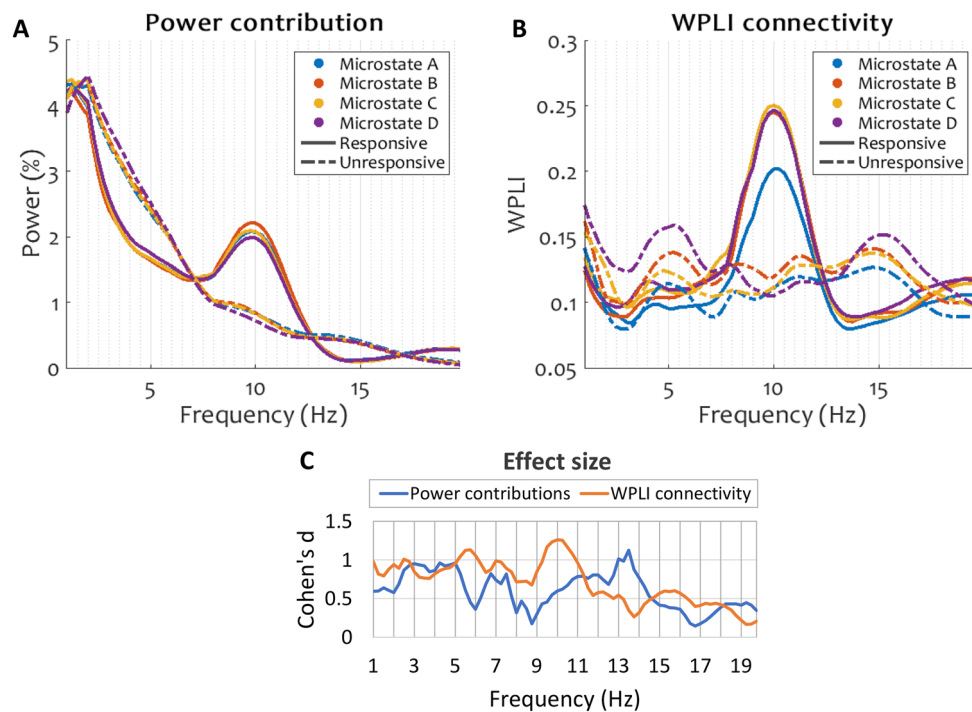 A
Power contribution
5
4
3
2
1
0
Power (%)
Microstate A
Microstate B
Microstate C
Microstate D
Responsive
Unresponsive
5
10
15
Frequency (Hz)
B
WPLI connectivity
0.3
0.25
0.2
0.15
0.1
0.05
WPLI
Microstate A
Microstate B
Microstate C
Microstate D
Responsive
Unresponsive
5
10
15
Frequency (Hz)
C
Effect size
Power contributions
WPLI connectivity
1.5
1
0.5
0
Cohen's d
1 3 5 7 9 11 13 15 17 19
Frequency (Hz)